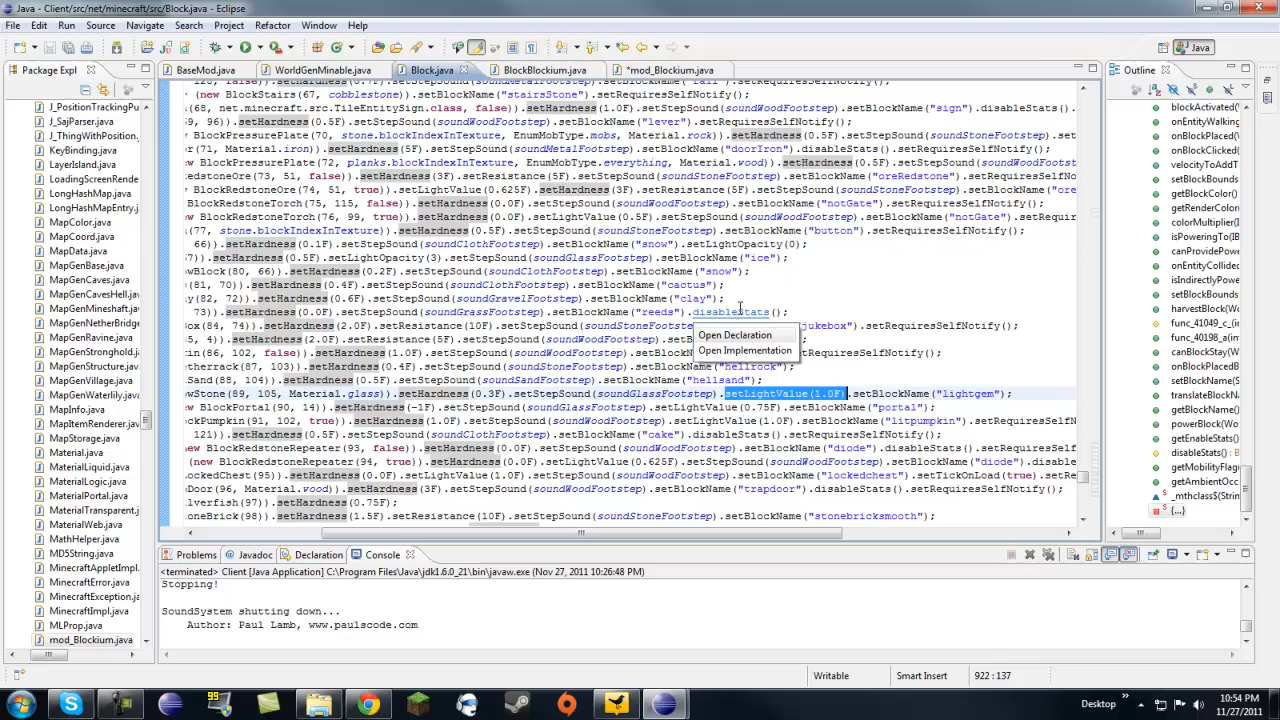 Java - Client/src/net/minecraft/src/Block.java - Eclipse
File Edit Run Source Navigate Search Project Refactor Window Help
Java
Package Expl
BaseMod.java
WorldGenMinable.java
Block.java
BlockBlockium.java
*mod_Blockium.java
Outline
J_PositionTrackingPu
J_SajParser.java
J_ThingWithPosition.
KeyBinding.java
LayerIsland.java
LoadingScreenRende
LongHashMap.java
LongHashMapEntry.j
MapColor.java
MapCoord.java
MapData.java
MapGenBase.java
MapGenCaves.java
MapGenCavesHell.jav
MapGenMineshaft.jav
MapGenNetherBridg
MapGenRavine.java
MapGenStronghold.ja
MapGenVillage.java
MapGenWaterlily.java
MapInfo.java
MapItemRenderer.jav
MapStorage.java
Material.java
MaterialLiquid.java
MaterialLogic.java
MaterialPortal.java
MaterialTransparent.j
MaterialWeb.java
MathHelper.java
MD5String.java
MinecraftAppletImpl.
MinecraftError.java
MinecraftException.ja
MinecraftImpl.java
MLProp.java
mod_Blockium.java
(new BlockStairs(67, cobblestone)).setBlockName("stairsStone").setRequiresSelfNotify();
(68, net.minecraft.src.TileEntitySign.class, false)).setHardness(1.0F).setStepSound(soundWoodFootstep).setBlockName("sign").disableStats().
69, 96)).setHardness(0.5F).setStepSound(soundWoodFootstep).setBlockName("lever").setRequiresSelfNotify();
BlockPressurePlate(70, stone.blockIndexInTexture, EnumMobType.mobs, Material.rock)).setHardness(0.5F).setStepSound(soundStoneFootstep).set
r(71, Material.iron)).setHardness(5F).setStepSound(soundMetalFootstep).setBlockName("doorIron").disableStats().setRequiresSelfNotify();
BlockPressurePlate(72, planks.blockIndexInTexture, EnumMobType.everything, Material.wood)).setHardness(0.5F).setStepSound(soundWoodFootst
edstoneOre(73, 51, false)).setHardness(3F).setResistance(5F).setStepSound(soundStoneFootstep).setBlockName("oreRedstone").setRequiresSelfNo
w BlockRedstoneOre(74, 51, true)).setLightValue(0.625F).setHardness(3F).setResistance(5F).setStepSound(soundStoneFootstep).setBlockName("ore
ew BlockRedstoneTorch(75, 115, false)).setHardness(0.0F).setStepSound(soundWoodFootstep).setBlockName("notGate").setRequiresSelfNotify();
w BlockRedstoneTorch(76, 99, true)).setHardness(0.0F).setLightValue(0.5F).setStepSound(soundWoodFootstep).setBlockName("notGate").setRequir
(77, stone.blockIndexInTexture)).setHardness(0.5F).setStepSound(soundStoneFootstep).setBlockName("button").setRequiresSelfNotify();
66)).setHardness(0.1F).setStepSound(soundClothFootstep).setBlockName("snow").setLightOpacity(0);
7)).setHardness(0.5F).setLightOpacity(3).setStepSound(soundGlassFootstep).setBlockName("ice");
owBlock(80, 66)).setHardness(0.2F).setStepSound(soundClothFootstep).setBlockName("snow");
(81, 70)).setHardness(0.4F).setStepSound(soundClothFootstep).setBlockName("cactus");
y(82, 72)).setHardness(0.6F).setStepSound(soundGravelFootstep).setBlockName("clay");
73)).setHardness(0.0F).setStepSound(soundGrassFootstep).setBlockName("reeds").disableStats();
ox(84, 74)).setHardness(2.0F).setResistance(10F).setStepSound(soundStoneFootstep jukebox").setRequiresSelfNotify();
5, 4)).setHardness(2.0F).setResistance(5F).setStepSound(soundWoodFootstep).setB selfNotify();
kin(86, 102, false)).setHardness(1.0F).setStepSound(soundWoodFootstep).setBlock resSelfNotify();
etherrack(87, 103)).setHardness(0.4F).setStepSound(soundStoneFootstep).setBlockName("hellrock");
Sand(88, 104)).setHardness(0.5F).setStepSound(soundSandFootstep).setBlockName("hellsand");
wStone(89, 105, Material.glass)).setHardness(0.3F).setStepSound(soundGlassFootstep).setLightValue(1.0F).setBlockName("lightgem");
w BlockPortal(90, 14)).setHardness(-1F).setStepSound(soundGlassFootstep).setLightValue(0.75F).setBlockName("portal");
ckPumpkin(91, 102, true)).setHardness(1.0F).setStepSound(soundWoodFootstep).setLightValue(1.0F).setBlockName("litpumpkin").setRequiresSelfN
121)).setHardness(0.5F).setStepSound(soundClothFootstep).setBlockName("cake").disableStats().setRequiresSelfNotify();
ew BlockRedstoneRepeater(93, false)).setHardness(0.0F).setStepSound(soundWoodFootstep).setBlockName("diode").disableStats().setRequiresSelfN
(new BlockRedstoneRepeater(94, true)).setHardness(0.0F).setLightValue(0.625F).setStepSound(soundWoodFootstep).setBlockName("diode").disable
ockedChest(95)).setHardness(0.0F).setLightValue(1.0F).setStepSound(soundWoodFootstep).setBlockName("lockedchest").setTickOnLoad(true).setRe
pDoor(96, Material.wood)).setHardness(3F).setStepSound(soundWoodFootstep).setBlockName("trapdoor").disableStats().setRequiresSelfNotify();
lverfish(97)).setHardness(0.75F);
oneBrick(98)).setHardness(1.5F).setResistance(10F).setStepSound(soundStoneFootstep).setBlockName("stonebricksmooth");
Open Declaration
Open Implementation
blockActivated(W
onEntityWalking
onBlockPlaced(W
onBlockClicked(
velocityToAddT
setBlockBounds
getBlockColor()
getRenderColor
colorMultiplier(
isPoweringTo(IB
canProvidePowe
onEntityCollided
isIndirectlyPowe
setBlockBounds
harvestBlock(W
func_41049_c_(
func_40198_a(int
canBlockStay(W
onBlockPlacedB
setBlockName(S
translateBlockN
getBlockName()
powerBlock(Wo
getEnableStats()
disableStats() : B
getMobilityFlag
getAmbientOcc
_mthclass$(Strin
{...}
Problems Javadoc Declaration Console
<terminated> Client [Java Application] C:\Program Files\Java\jdk1.6.0_21\bin\javaw.exe (Nov 27, 2011 10:26:48 PM)
Stopping!
SoundSystem shutting down...
Author: Paul Lamb, www.paulscode.com
Writable Smart Insert 922 : 137
Desktop
10:54 PM
11/27/2011